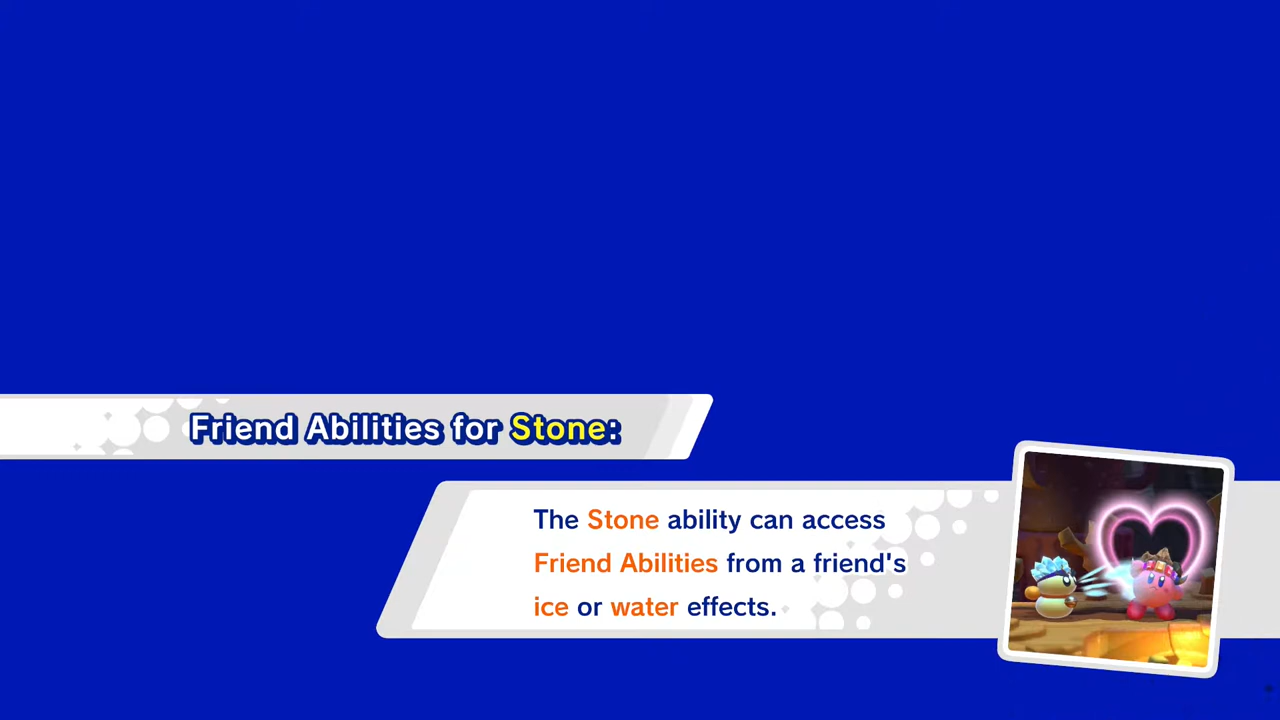 Friend Abilities for Stone:
The Stone ability can access
Friend Abilities from a friend's
ice or water effects.